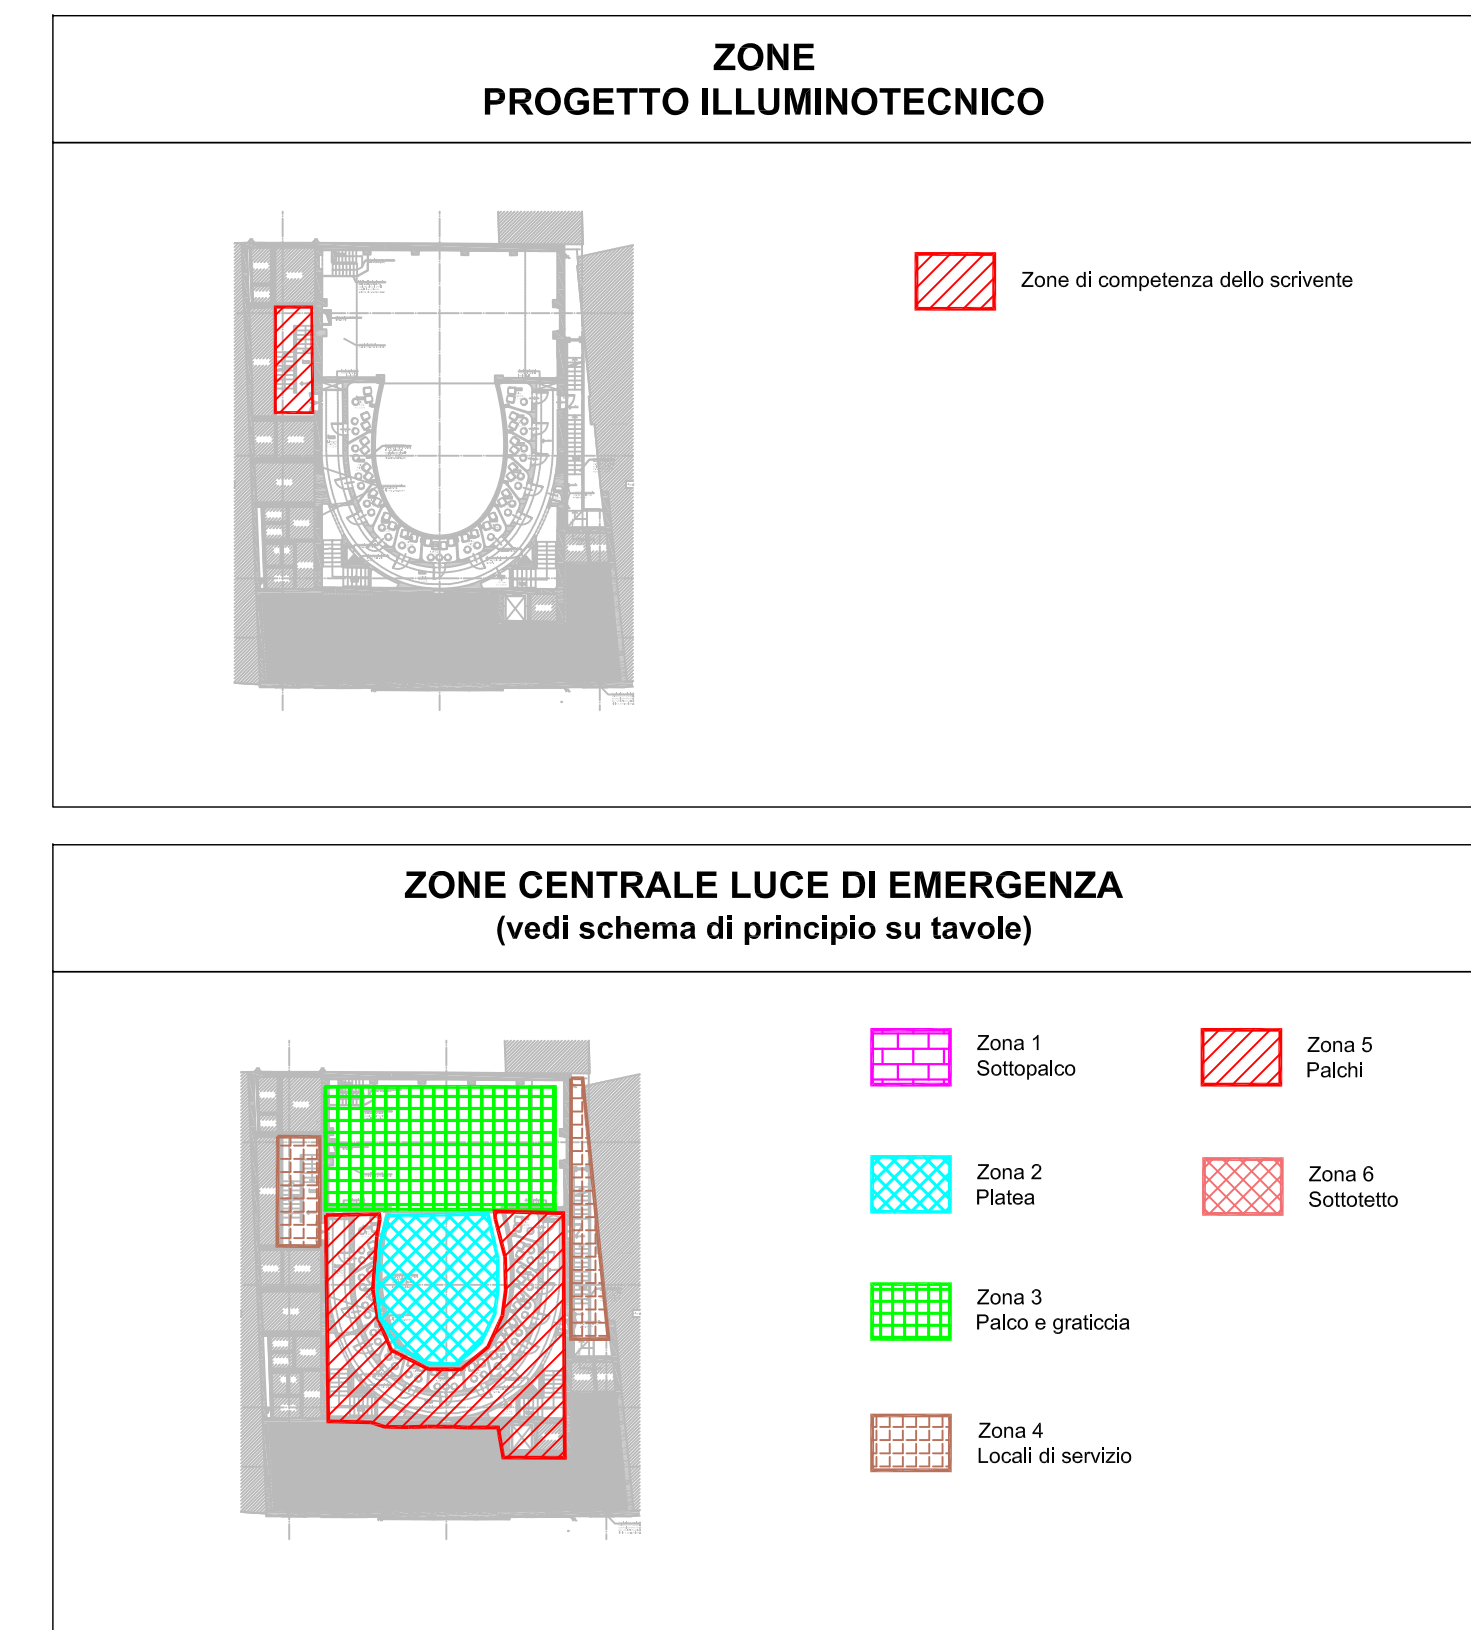 ZONE
PROGETTO ILLUMINOTECNICO
Zone di competenza dello scrivente
ZONE CENTRALE LUCE DI EMERGENZA
(vedi schema di principio su tavole)
Zona 1
Sottopalco
Zona 5
Palchi
Zona 2
Platea
Zona 6
Sottotetto
Zona 3
Palco e graticcia
Zona 4
Locali di servizio